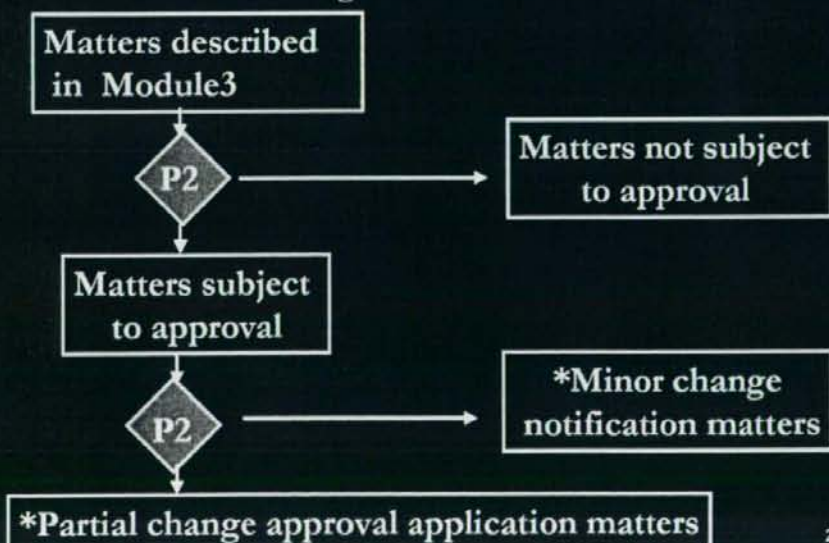 Matters described
in Module3
P2
Matters not subject
to approval
Matters subject
to approval
P2
*Minor change
notification matters
*Partial change approval application matters